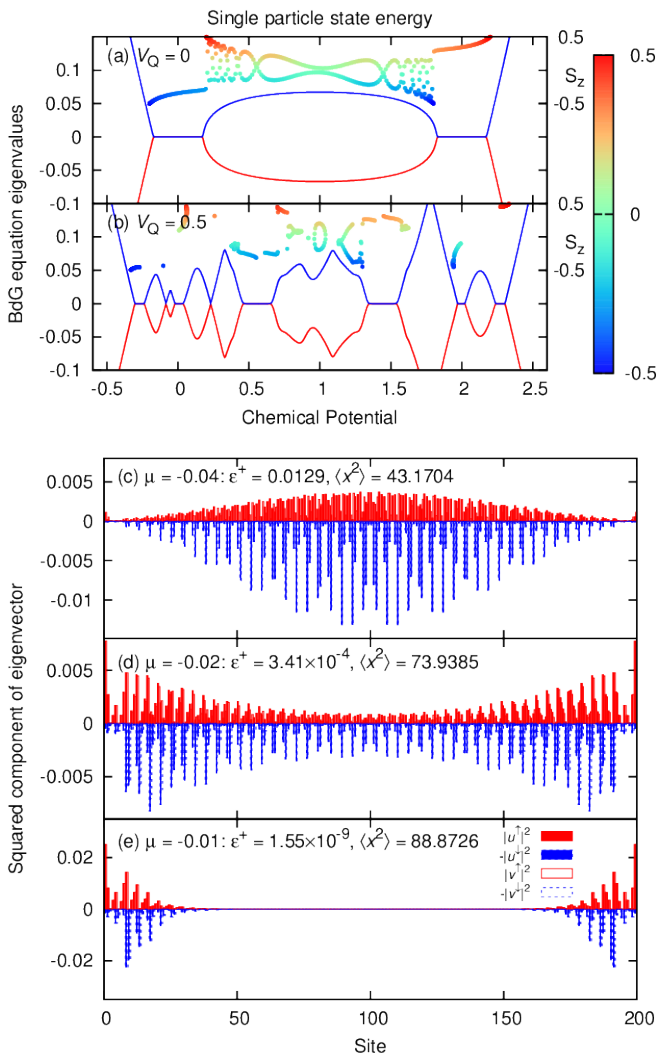 Single particle state energy
(a) V_Q = 0
0.1
0.05
0
-0.05
-0.1
0.5
S_z
-0.5
(b) V_Q = 0.5
0.1
0.05
0
-0.05
-0.1
0.5
S_z
-0.5
BdG equation eigenvalues
-0.5 0 0.5 1 1.5 2 2.5
Chemical Potential
0.5
0
-0.5
(c) μ = -0.04: ε⁺ = 0.0129, ⟨x²⟩ = 43.1704
0.005
0
-0.005
-0.01
(d) μ = -0.02: ε⁺ = 3.41×10⁻⁴, ⟨x²⟩ = 73.9385
0.005
0
-0.005
(e) μ = -0.01: ε⁺ = 1.55×10⁻⁹, ⟨x²⟩ = 88.8726
0.02
0
-0.02
|u↑|²
-|u↓|²
|v↑|²
-|v↓|²
Squared component of eigenvector
0 50 100 150 200
Site